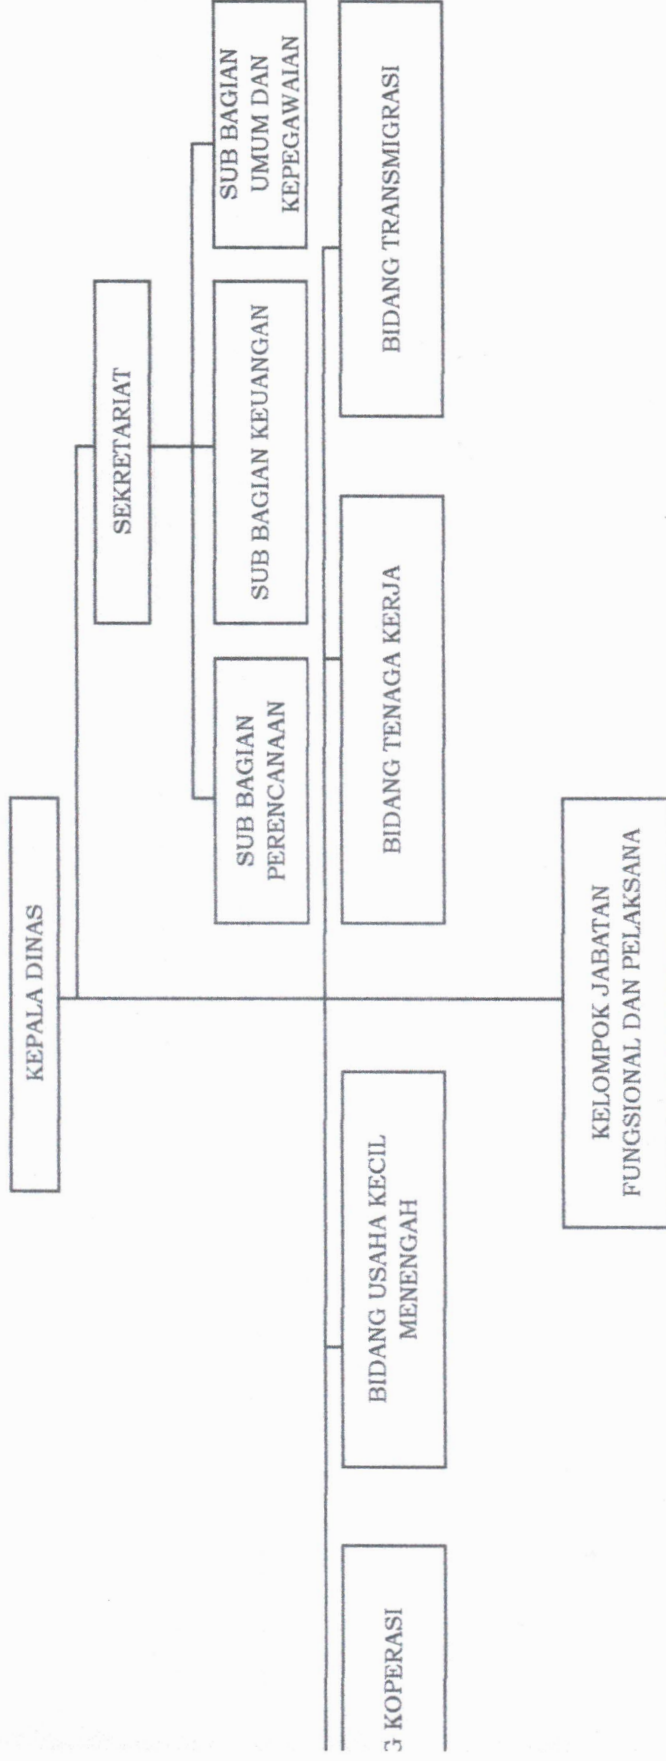 KEPALA DINAS
SEKRETARIAT
SUB BAGIAN
PERENCANAAN
SUB BAGIAN KEUANGAN
SUB BAGIAN
UMUM DAN
KEPEGAWAIAN
G KOPERASI
BIDANG USAHA KECIL
MENENGAH
BIDANG TENAGA KERJA
BIDANG TRANSMIGRASI
KELOMPOK JABATAN
FUNGSIONAL DAN PELAKSANA